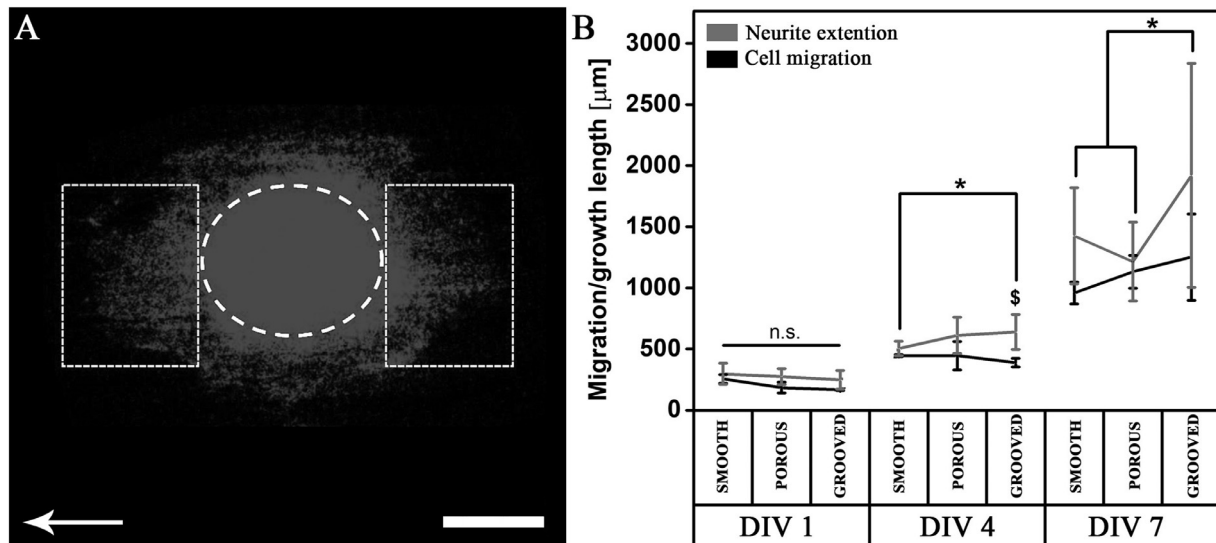 A
B
Neurite extention
Cell migration
Migration/growth length [µm]
3000
2500
2000
1500
1000
500
0
n.s.
*
$
*
SMOOTH
POROUS
GROOVED
SMOOTH
POROUS
GROOVED
SMOOTH
POROUS
GROOVED
DIV 1
DIV 4
DIV 7